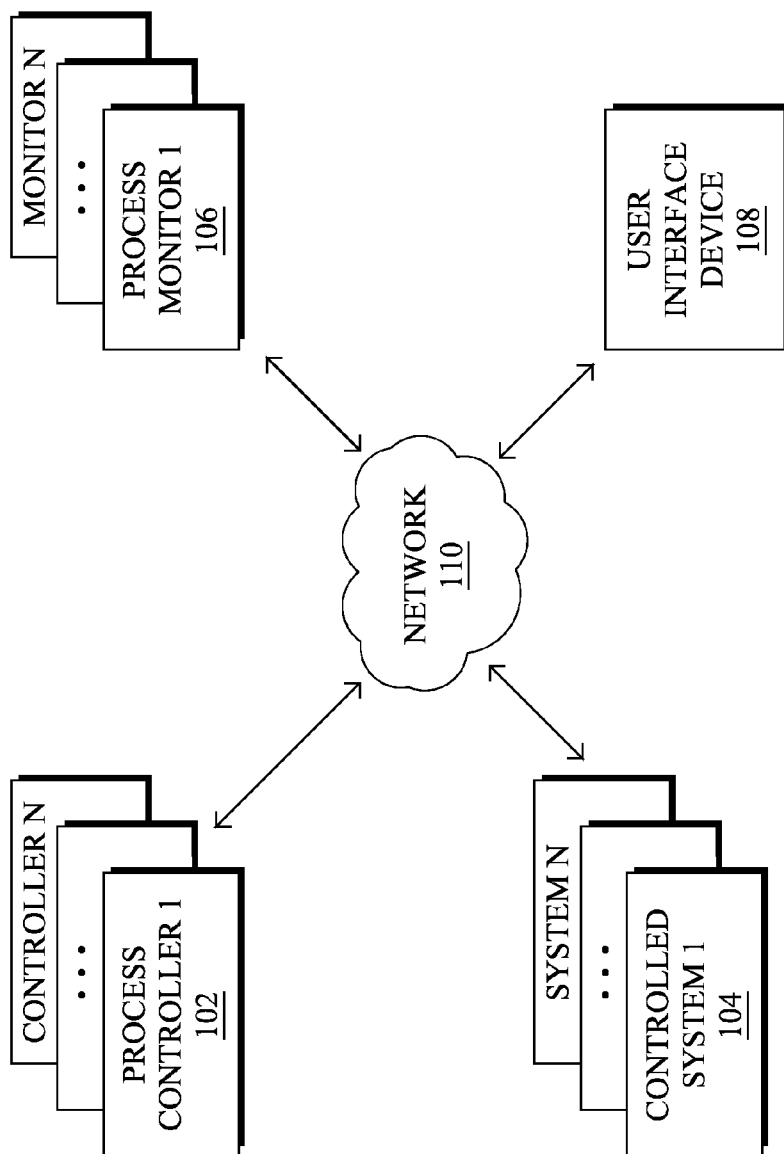 CONTROLLER N
• • •
PROCESS
CONTROLLER 1
102
MONITOR N
• • •
PROCESS
MONITOR 1
106
NETWORK
110
SYSTEM N
• • •
CONTROLLED
SYSTEM 1
104
USER
INTERFACE
DEVICE
108